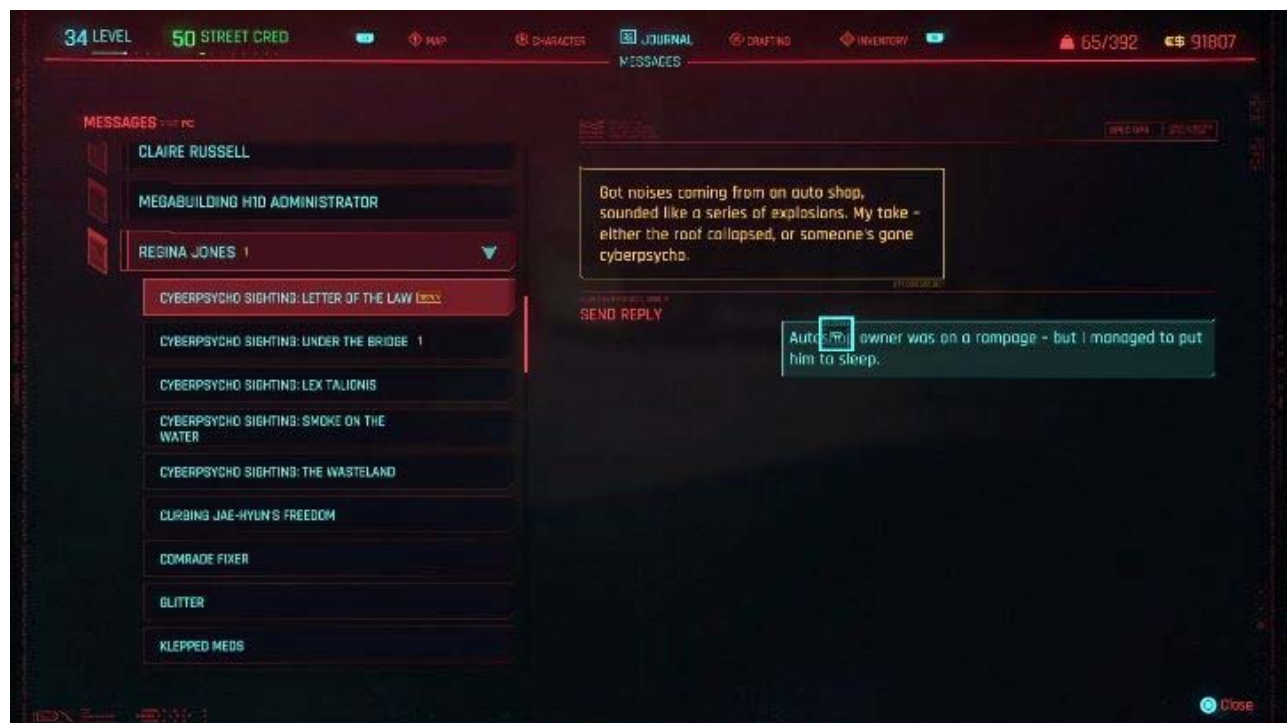 34 LEVEL 50 STREET CRED MAP CHARACTER JOURNAL CRAFTING INVENTORY 65/392 €$ 91807
MESSAGES
MESSAGES PC
CLAIRE RUSSELL
MEGABUILDING H10 ADMINISTRATOR
REGINA JONES 1
CYBERPSYCHO SIGHTING: LETTER OF THE LAW REPLY
CYBERPSYCHO SIGHTING: UNDER THE BRIDGE 1
CYBERPSYCHO SIGHTING: LEX TALIONIS
CYBERPSYCHO SIGHTING: SMOKE ON THE
WATER
CYBERPSYCHO SIGHTING: THE WASTELAND
CURBING JAE-HYUN'S FREEDOM
COMRADE FIXER
GLITTER
KLEPPED MEDS
Got noises coming from an auto shop,
sounded like a series of explosions. My take -
either the roof collapsed, or someone's gone
cyberpsycho.
SEND REPLY
owner was on a rampage - but I managed to put
him to sleep.
Close